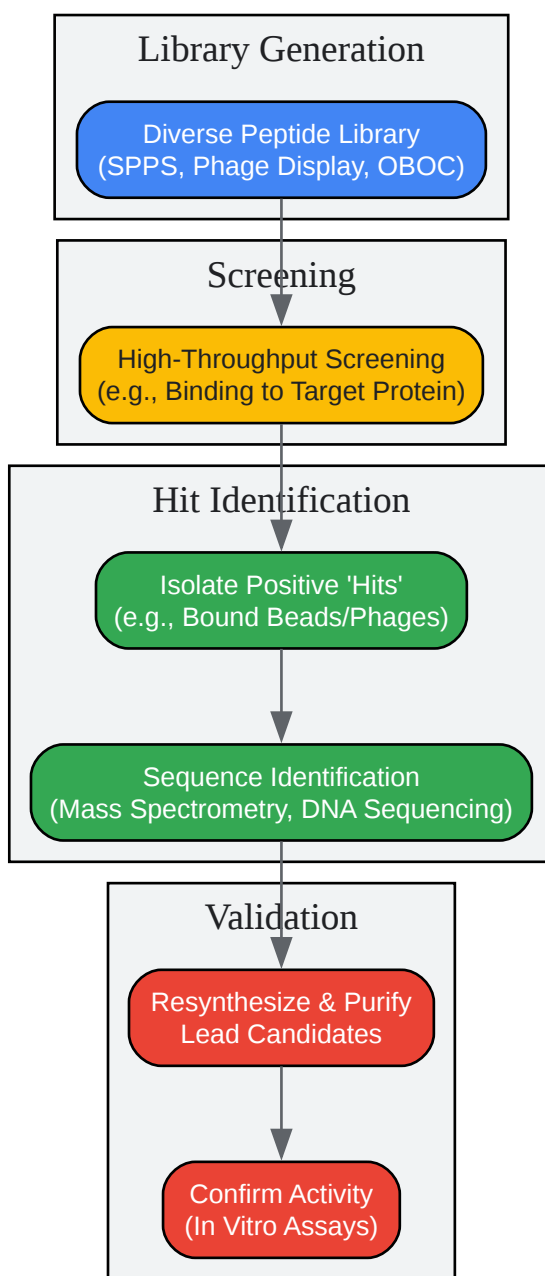 Library Generation
Diverse Peptide Library
(SPPS, Phage Display, OBOC)
Screening
High-Throughput Screening
(e.g., Binding to Target Protein)
Hit Identification
Isolate Positive 'Hits'
(e.g., Bound Beads/Phages)
Sequence Identification
(Mass Spectrometry, DNA Sequencing)
Validation
Resynthesize & Purify
Lead Candidates
Confirm Activity
(In Vitro Assays)